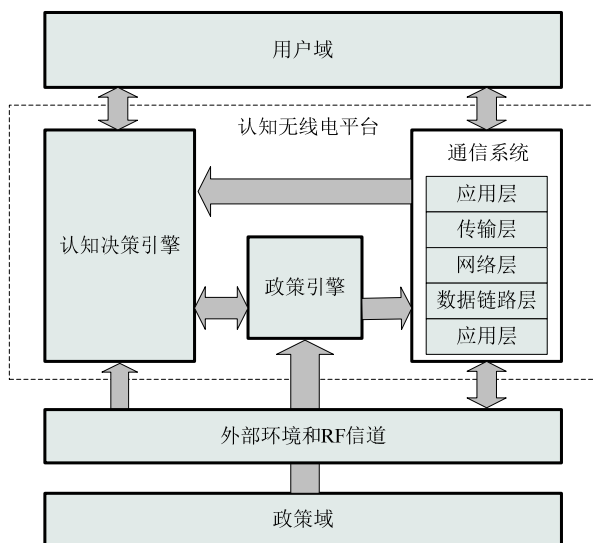 用户域
认知无线电平台
通信系统
应用层
传输层
网络层
数据链路层
应用层
认知决策引擎
政策引擎
外部环境和RF信道
政策域